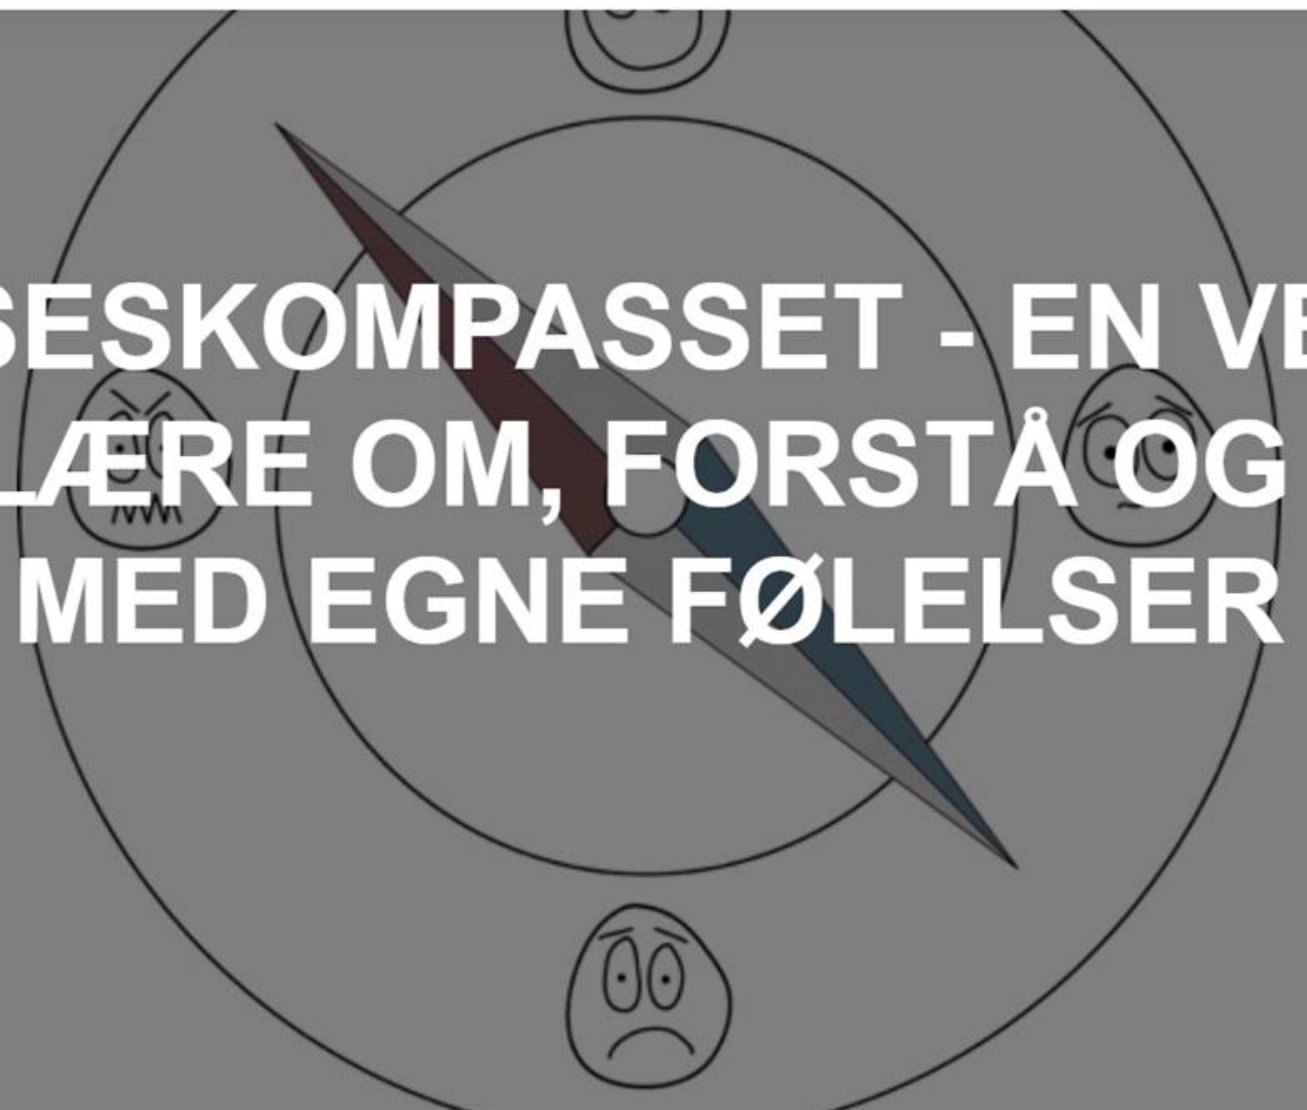 SESKOMPASSET - EN VE
LÆRE OM, FORSTÅ OG
MED EGNE FØLELSER